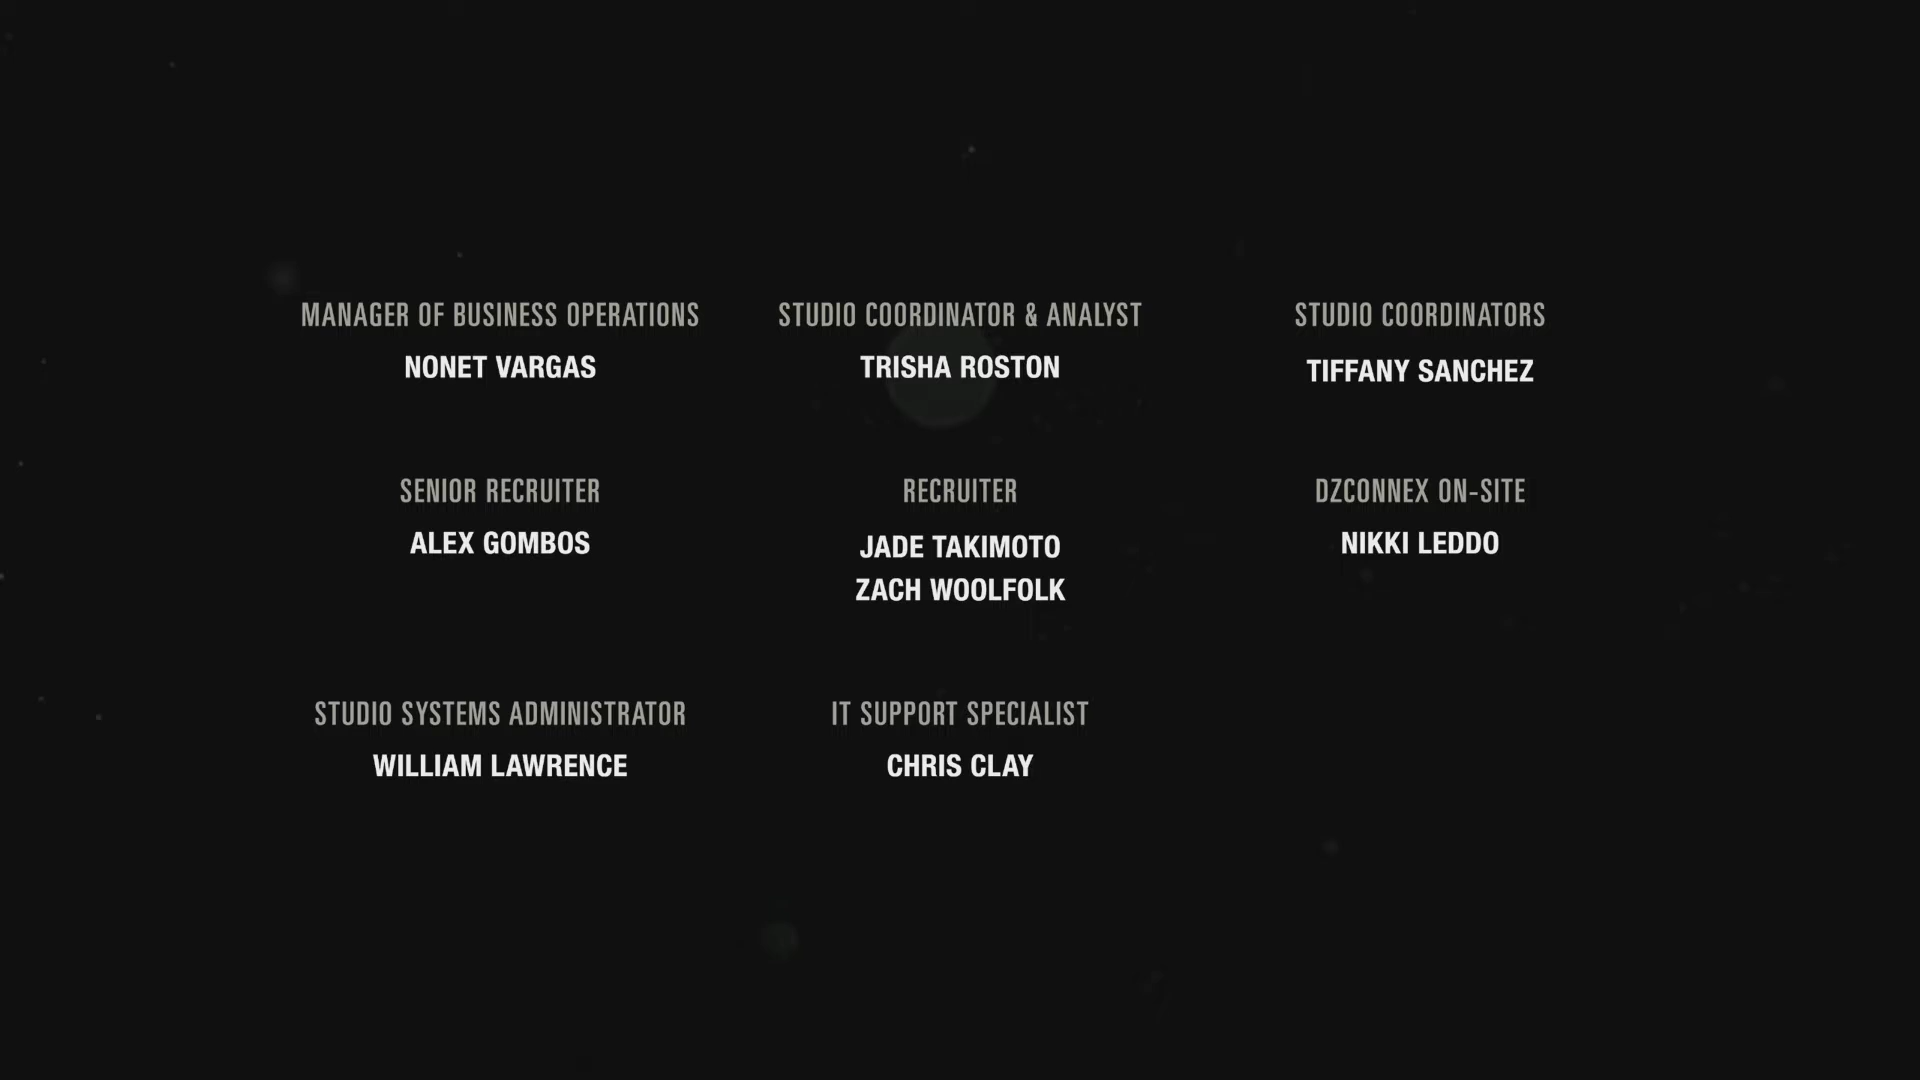 MANAGER OF BUSINESS OPERATIONS
NONET VARGAS
STUDIO COORDINATOR & ANALYST
TRISHA ROSTON
STUDIO COORDINATORS
TIFFANY SANCHEZ
SENIOR RECRUITER
ALEX GOMBOS
RECRUITER
JADE TAKIMOTO
ZACH WOOLFOLK
DZCONNEX ON-SITE
NIKKI LEDDO
STUDIO SYSTEMS ADMINISTRATOR
WILLIAM LAWRENCE
IT SUPPORT SPECIALIST
CHRIS CLAY